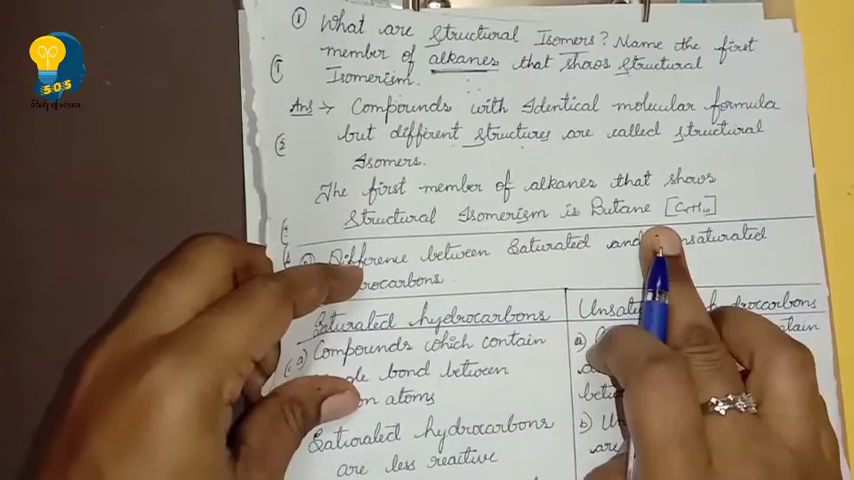 SOS
Study of Science
① What are Structural Isomers? Name the first
member of alkanes that shows Structural
Isomerism.
Ans → Compounds with Identical molecular formula
but different structures are called structural
Isomers.
The first member of alkanes that shows
Structural Isomerism is Butane [C4H10]
Difference between Saturated and Unsaturated
Saturated hydrocarbons
a) Compounds which contain
bond between
atoms
Saturated hydrocarbons
are less reactive
hydrocarbons
a)
b)